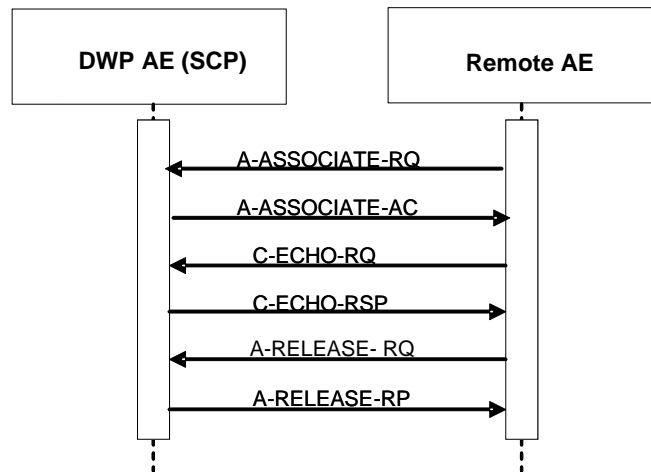 DWP AE (SCP)
Remote AE
A-ASSOCIATE-RQ
A-ASSOCIATE-AC
C-ECHO-RQ
C-ECHO-RSP
A-RELEASE- RQ
A-RELEASE-RP